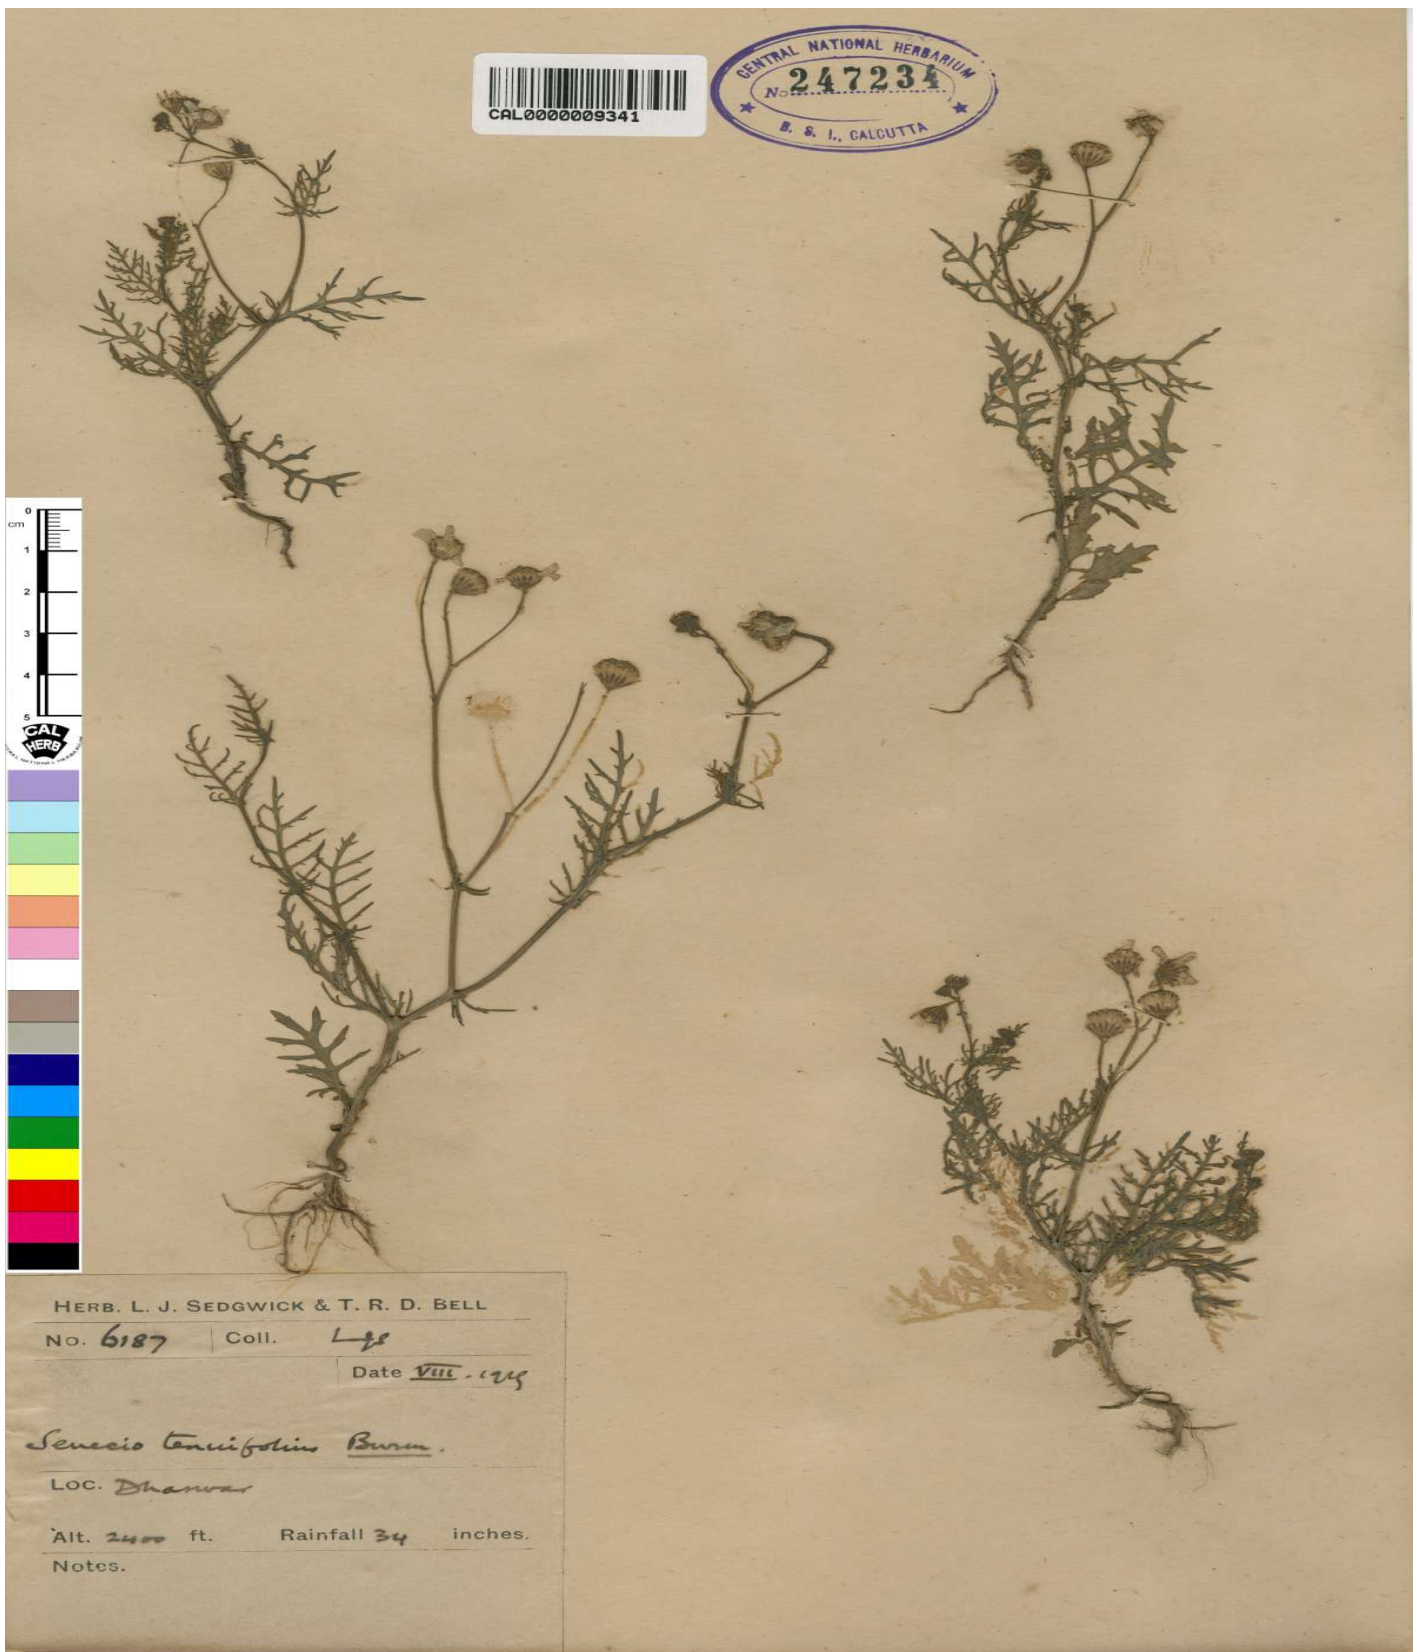 CAL0000009341
CENTRAL NATIONAL HERBARIUM
No 247234
B. S. I., CALCUTTA
0
cm
1
2
3
4
5
CAL
HERB
HERB. L. J. SEDGWICK & T. R. D. BELL
No. 6187 Coll. LJS
Date VIII.
Senecio tenuifolius Burm.
Loc. Dharwar
Alt. 2400 ft. Rainfall 34 inches.
Notes.